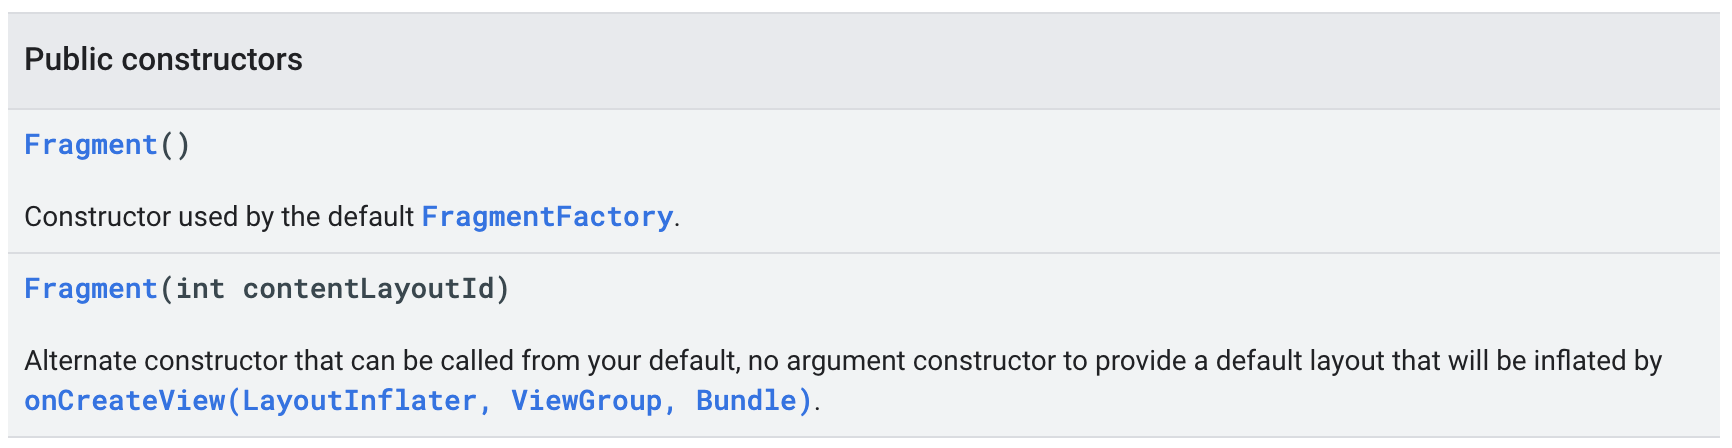 Public constructors
Fragment()
Constructor used by the default FragmentFactory.
Fragment(int contentLayoutId)
Alternate constructor that can be called from your default, no argument constructor to provide a default layout that will be inflated by
onCreateView(LayoutInflater, ViewGroup, Bundle).